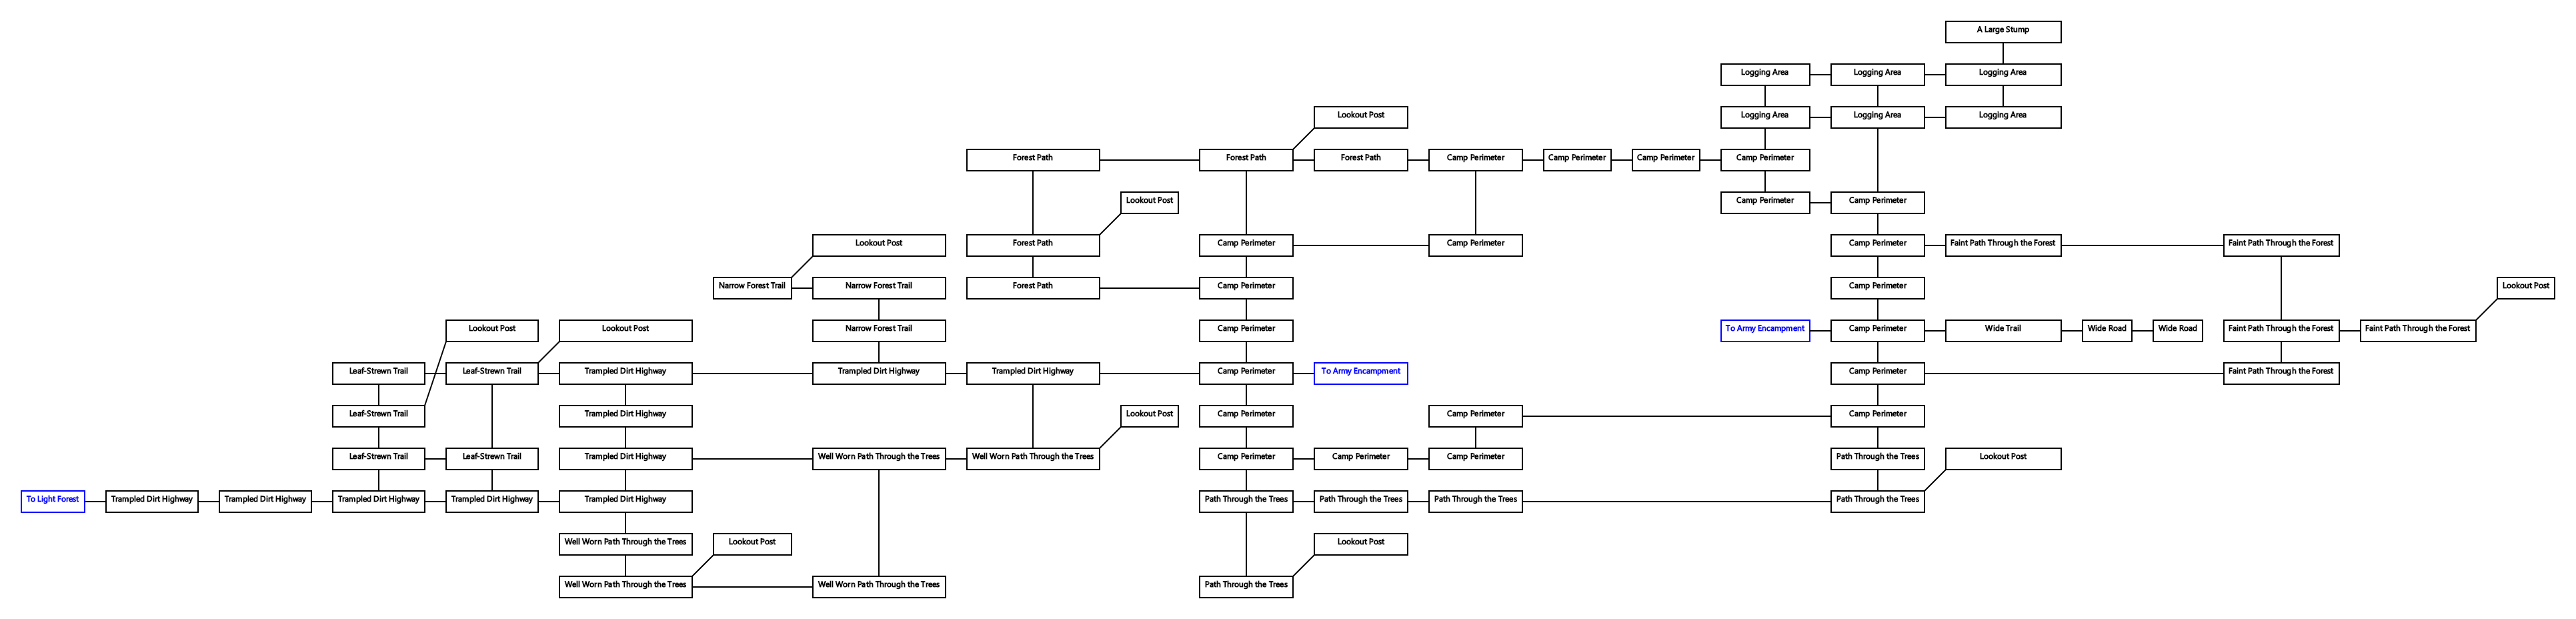 A Large Stump
Logging Area
Logging Area
Logging Area
Lookout Post
Logging Area
Logging Area
Logging Area
Forest Path
Forest Path
Forest Path
Camp Perimeter
Camp Perimeter
Camp Perimeter
Camp Perimeter
Lookout Post
Camp Perimeter
Camp Perimeter
Lookout Post
Forest Path
Camp Perimeter
Camp Perimeter
Camp Perimeter
Faint Path Through the Forest
Faint Path Through the Forest
Narrow Forest Trail
Narrow Forest Trail
Forest Path
Camp Perimeter
Camp Perimeter
Lookout Post
Lookout Post
Lookout Post
Narrow Forest Trail
Camp Perimeter
To Army Encampment
Camp Perimeter
Wide Trail
Wide Road
Wide Road
Faint Path Through the Forest
Faint Path Through the Forest
Leaf-Strewn Trail
Leaf-Strewn Trail
Trampled Dirt Highway
Trampled Dirt Highway
Trampled Dirt Highway
Camp Perimeter
To Army Encampment
Camp Perimeter
Faint Path Through the Forest
Leaf-Strewn Trail
Trampled Dirt Highway
Lookout Post
Camp Perimeter
Camp Perimeter
Camp Perimeter
Leaf-Strewn Trail
Leaf-Strewn Trail
Trampled Dirt Highway
Well Worn Path Through the Trees
Well Worn Path Through the Trees
Camp Perimeter
Camp Perimeter
Camp Perimeter
Path Through the Trees
Lookout Post
To Light Forest
Trampled Dirt Highway
Trampled Dirt Highway
Trampled Dirt Highway
Trampled Dirt Highway
Trampled Dirt Highway
Path Through the Trees
Path Through the Trees
Path Through the Trees
Path Through the Trees
Well Worn Path Through the Trees
Lookout Post
Lookout Post
Well Worn Path Through the Trees
Well Worn Path Through the Trees
Path Through the Trees